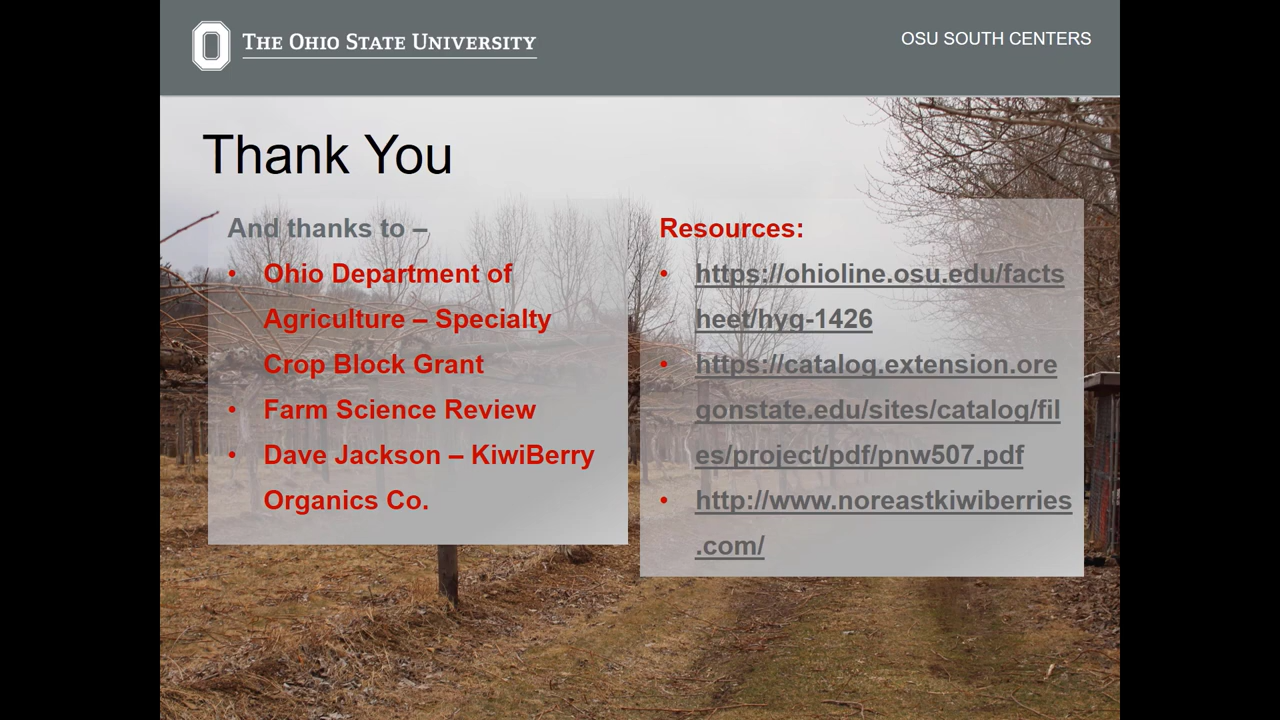 THE OHIO STATE UNIVERSITY
OSU SOUTH CENTERS
Thank You
And thanks to –
• Ohio Department of
Agriculture – Specialty
Crop Block Grant
• Farm Science Review
• Dave Jackson – KiwiBerry
Organics Co.
Resources:
• https://ohioline.osu.edu/facts
heet/hyg-1426
• https://catalog.extension.ore
gonstate.edu/sites/catalog/fil
es/project/pdf/pnw507.pdf
• http://www.noreastkiwiberries
.com/